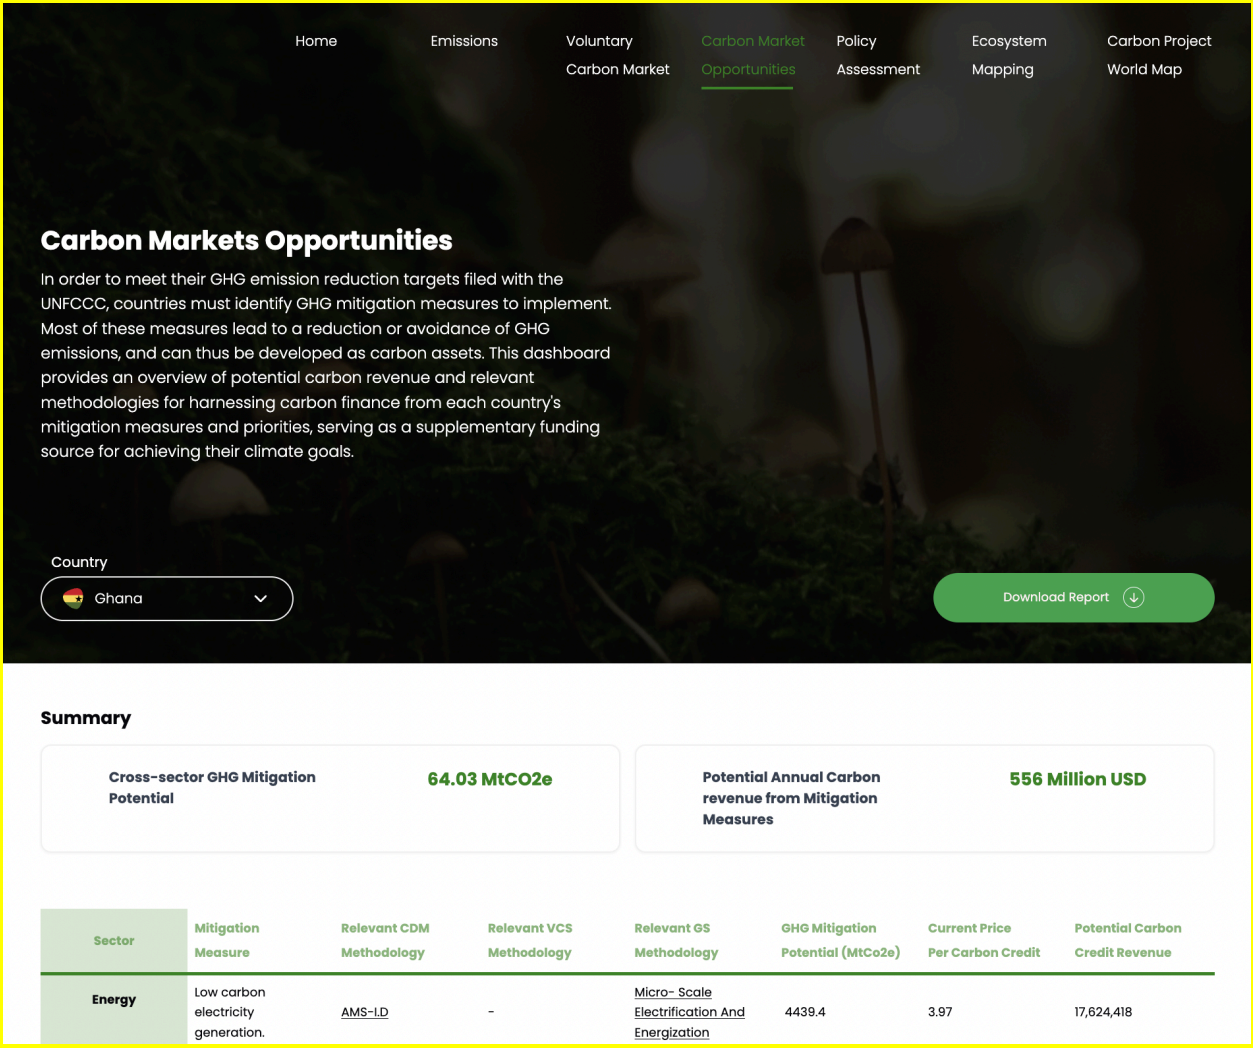 Home
Emissions
Voluntary
Carbon Market
Carbon Market
Opportunities
Policy
Assessment
Ecosystem
Mapping
Carbon Project
World Map
Carbon Markets Opportunities
In order to meet their GHG emission reduction targets filed with the
UNFCCC, countries must identify GHG mitigation measures to implement.
Most of these measures lead to a reduction or avoidance of GHG
emissions, and can thus be developed as carbon assets. This dashboard
provides an overview of potential carbon revenue and relevant
methodologies for harnessing carbon finance from each country's
mitigation measures and priorities, serving as a supplementary funding
source for achieving their climate goals.
Country
Ghana
Download Report
Summary
Cross-sector GHG Mitigation
Potential
64.03 MtCO2e
Potential Annual Carbon
revenue from Mitigation
Measures
556 Million USD
Sector
Mitigation
Measure
Relevant CDM
Methodology
Relevant VCS
Methodology
Relevant GS
Methodology
GHG Mitigation
Potential (MtCo2e)
Current Price
Per Carbon Credit
Potential Carbon
Credit Revenue
Energy
Low carbon
electricity
generation.
AMS-I.D
-
Micro- Scale
Electrification And
Energization
4439.4
3.97
17,624,418